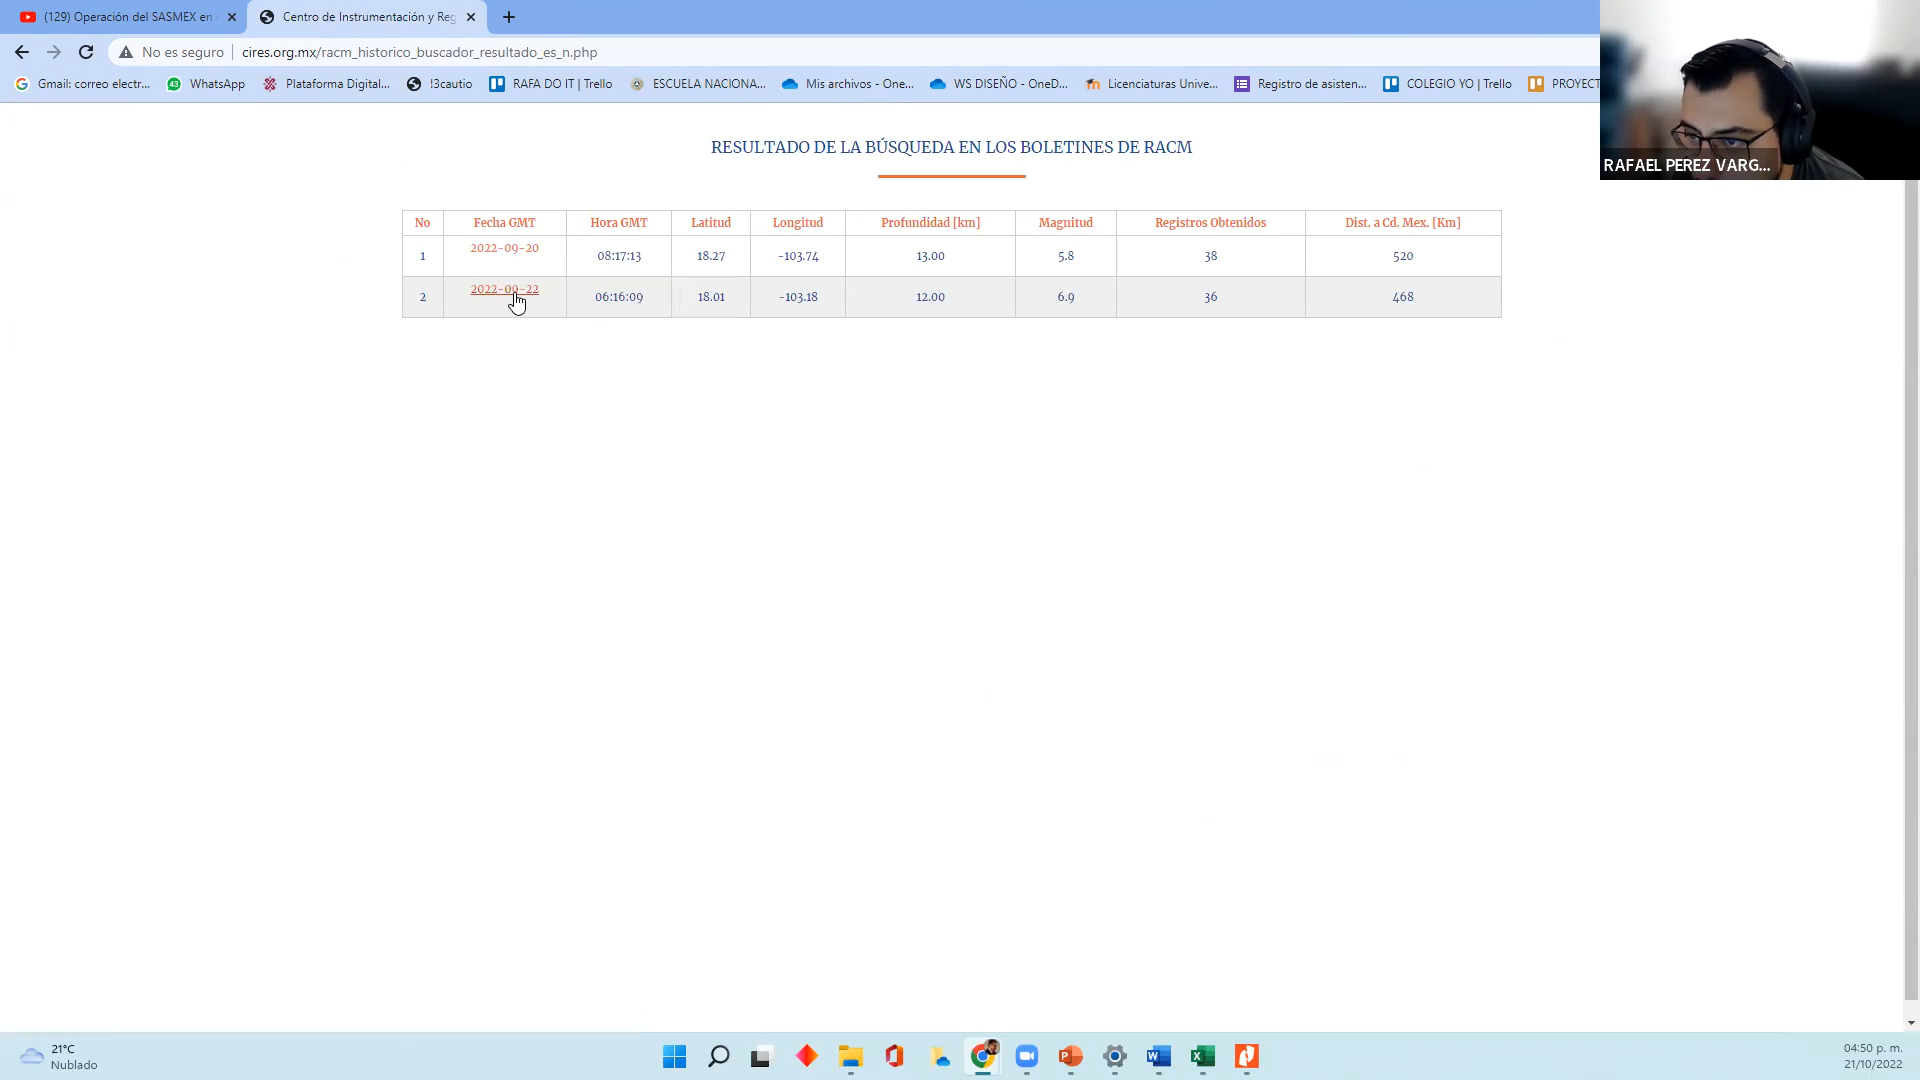 (129) Operación del SASMEX en
Centro de Instrumentación y Reg
No es seguro
cires.org.mx/racm_historico_buscador_resultado_es_n.php
Gmail: correo electr...
43
WhatsApp
Plataforma Digital...
!3cautio
RAFA DO IT | Trello
ESCUELA NACIONA...
Mis archivos - One...
WS DISEÑO - OneD...
Licenciaturas Unive...
Registro de asisten...
COLEGIO YO | Trello
PROYECT
RAFAEL PEREZ VARG...
RESULTADO DE LA BÚSQUEDA EN LOS BOLETINES DE RACM
No Fecha GMT Hora GMT Latitud Longitud Profundidad [km] Magnitud Registros Obtenidos Dist. a Cd. Mex. [Km]
1 2022-09-20 08:17:13 18.27 -103.74 13.00 5.8 38 520
2 2022-09-22 06:16:09 18.01 -103.18 12.00 6.9 36 468
21°C
Nublado
04:50 p. m.
21/10/2022